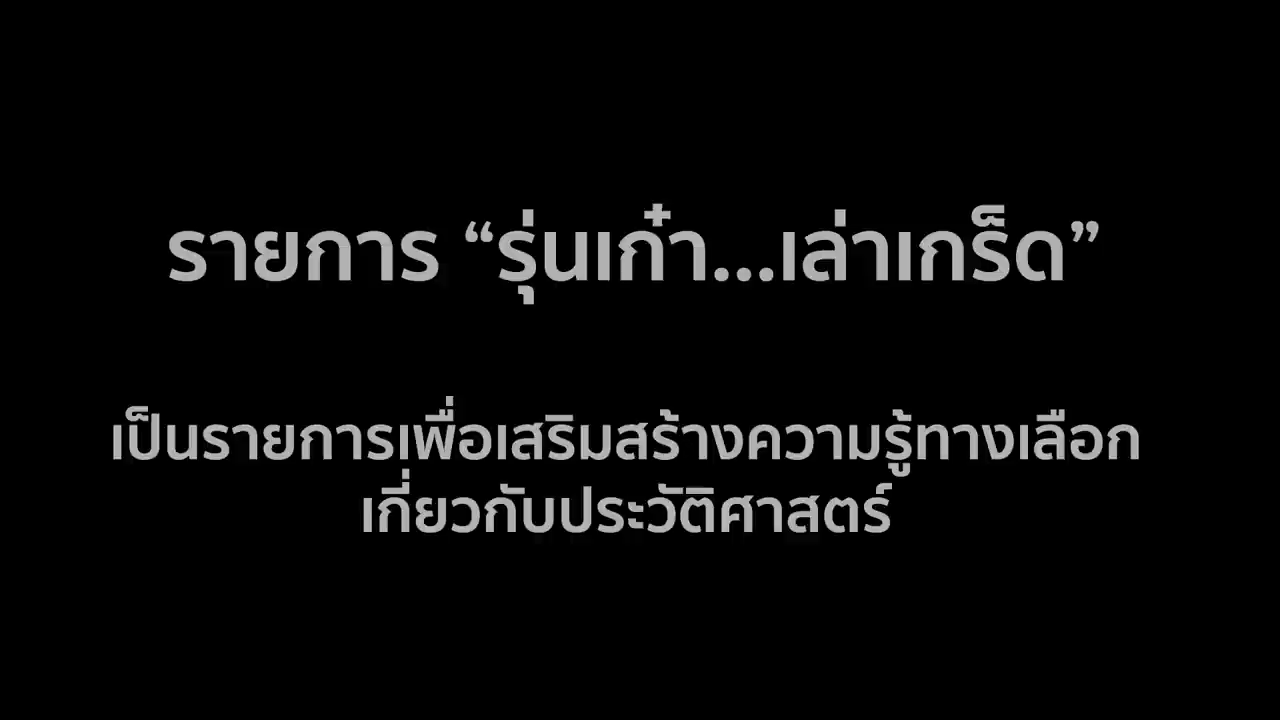 รายการ “รุ่นเก๋า...เล่าเกร็ด”
เป็นรายการเพื่อเสริมสร้างความรู้ทางเลือก
เกี่ยวกับประวัติศาสตร์